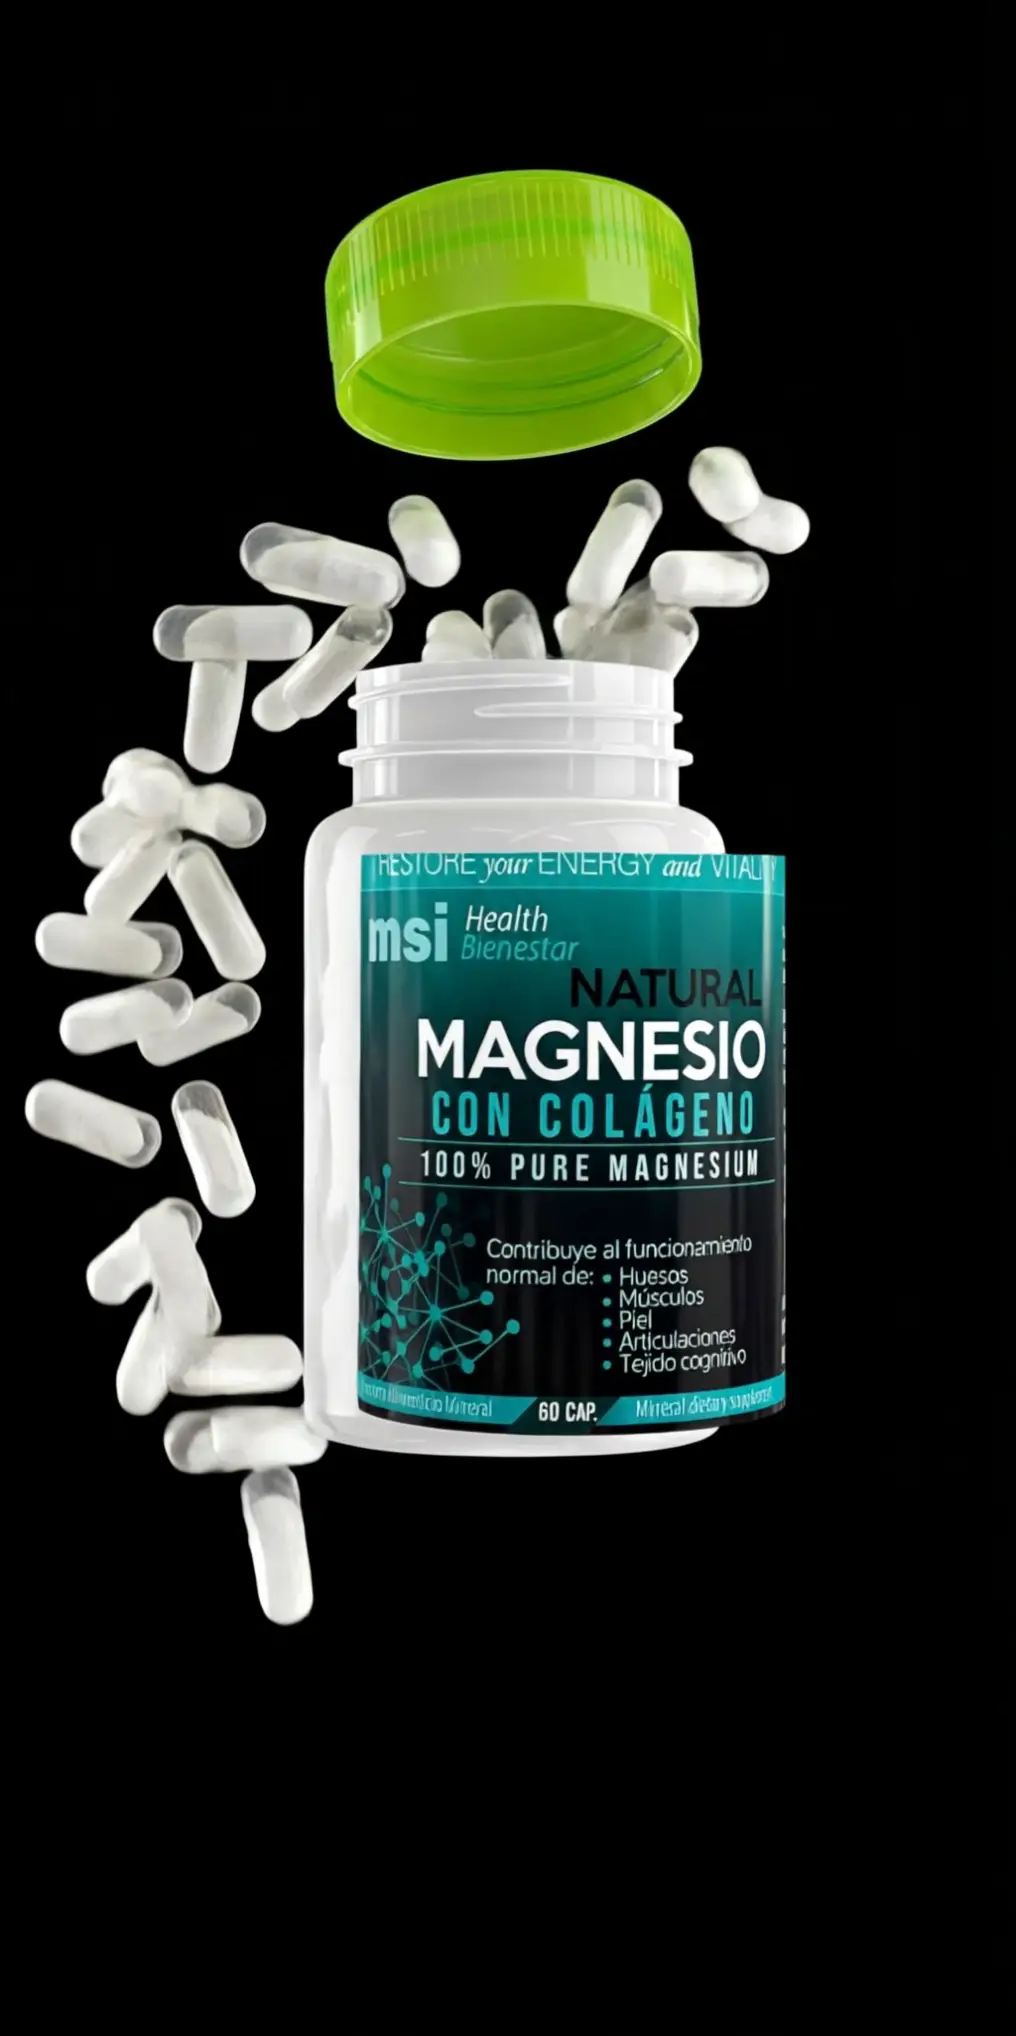 RESTORE your ENERGY and VITALITY
msi Health
Bienestar
NATURAL
MAGNESIO
CON COLÁGENO
100% PURE MAGNESIUM
Contribuye al funcionamiento
normal de: • Huesos
• Músculos
• Piel
• Articulaciones
• Tejido cognitivo
60 CAP. Mineral dietary supplement